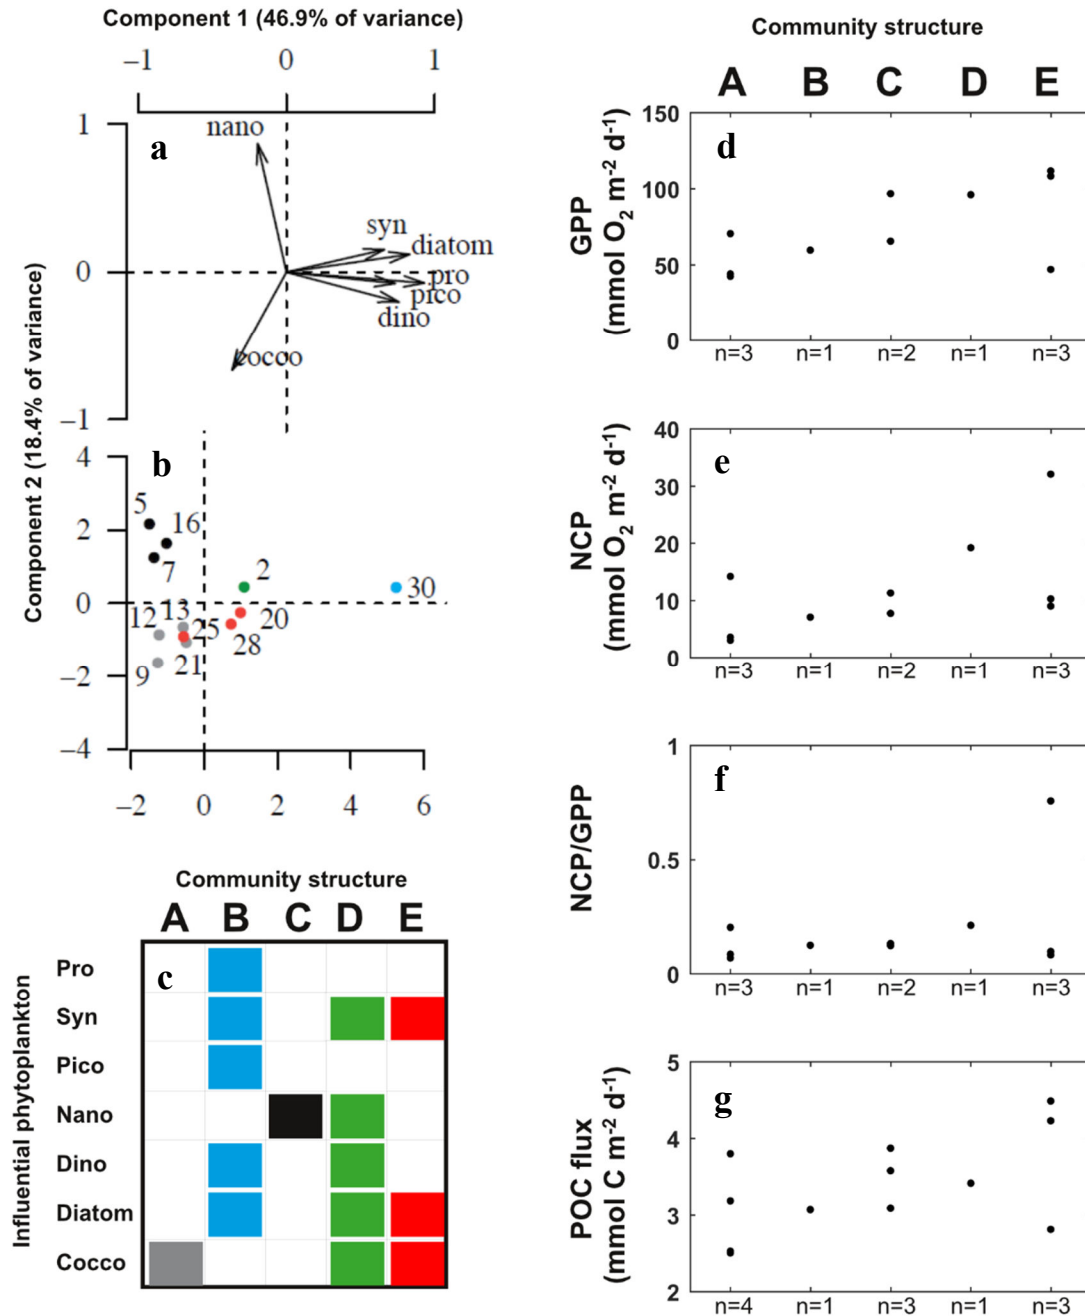 Component 1 (46.9% of variance)
−1 0 1
Component 2 (18.4% of variance)
1
0
−1
a
nano
syn
diatom
pro
pico
dino
cocco
4
2
0
−2
−4
b
5
16
7
2
30
12
13
25
20
28
21
9
−2 0 2 4 6
Community structure
A B C D E
Influential phytoplankton
c
Pro
Syn
Pico
Nano
Dino
Diatom
Cocco
Community structure
A B C D E
GPP
(mmol O2 m-2 d-1)
150
100
50
0
d
n=3 n=1 n=2 n=1 n=3
NCP
(mmol O2 m-2 d-1)
40
30
20
10
0
e
n=3 n=1 n=2 n=1 n=3
NCP/GPP
1
0.5
0
f
n=3 n=1 n=2 n=1 n=3
POC flux
(mmol C m-2 d-1)
5
4
3
2
g
n=4 n=1 n=3 n=1 n=3